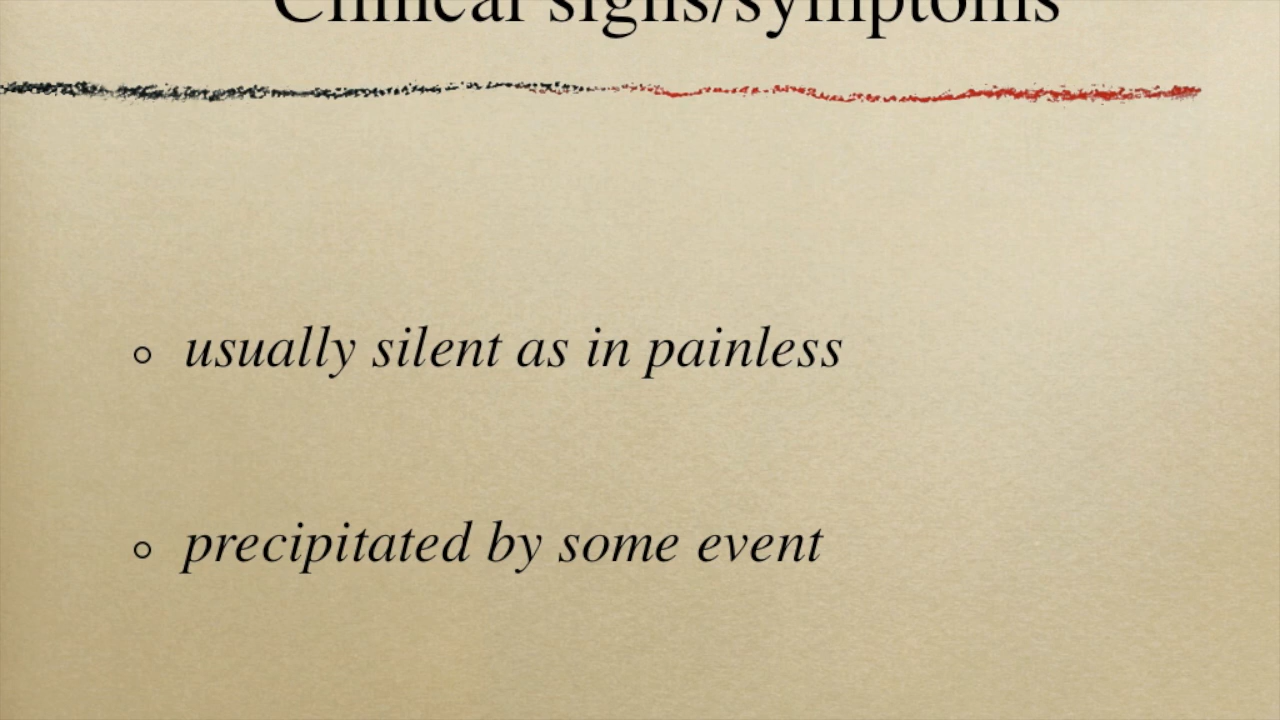 Clinical signs/symptoms
usually silent as in painless
precipitated by some event